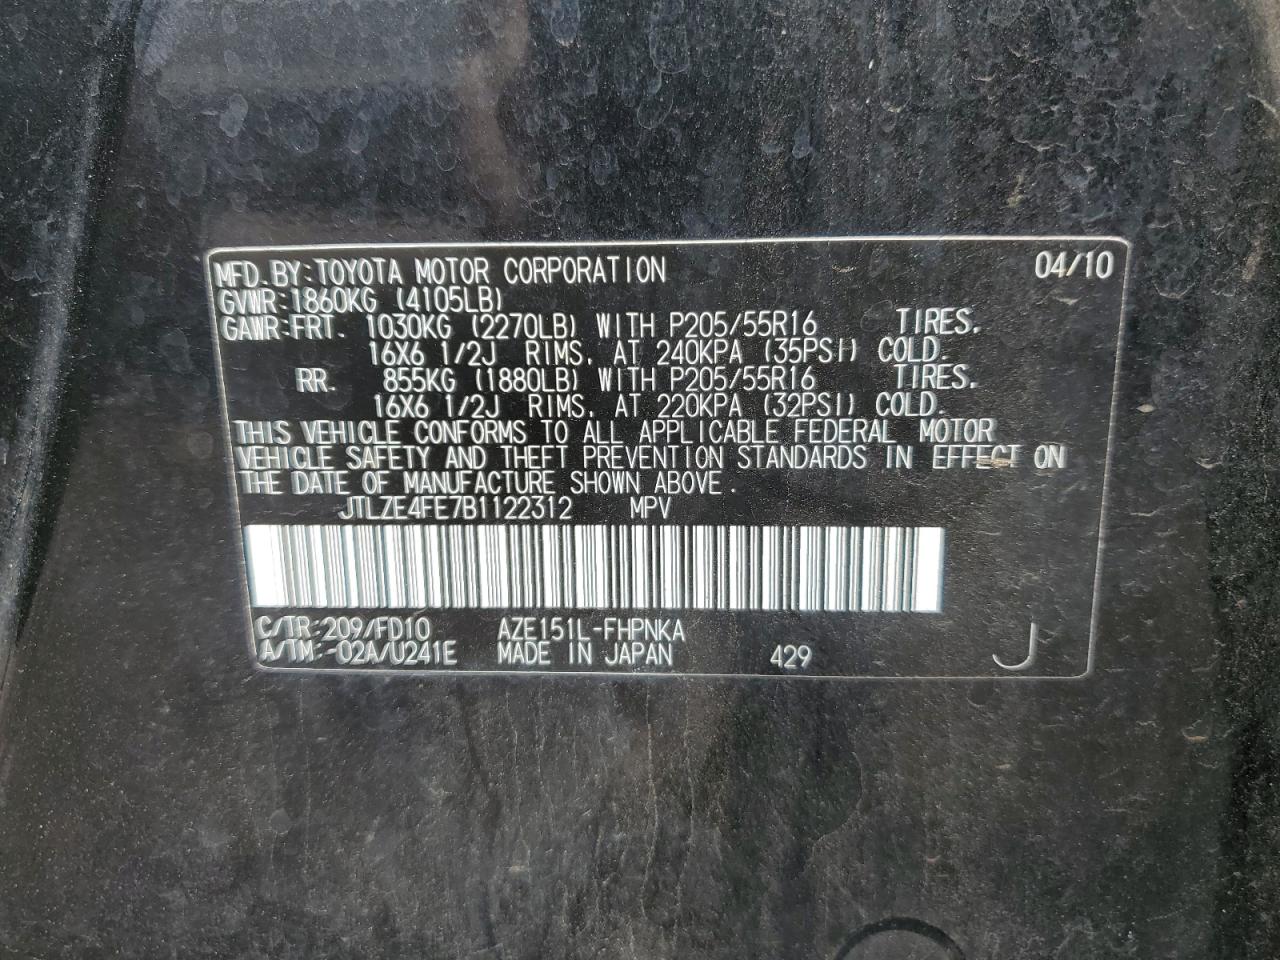 MFD. BY: TOYOTA MOTOR CORPORATION 04/10
GVWR: 1860KG (4105LB)
GAWR: FRT. 1030KG (2270LB) WITH P205/55R16 TIRES.
16X6 1/2J RIMS, AT 240KPA (35PSI) COLD.
RR. 855KG (1880LB) WITH P205/55R16 TIRES.
16X6 1/2J RIMS, AT 220KPA (32PSI) COLD.
THIS VEHICLE CONFORMS TO ALL APPLICABLE FEDERAL MOTOR
VEHICLE SAFETY AND THEFT PREVENTION STANDARDS IN EFFECT ON
THE DATE OF MANUFACTURE SHOWN ABOVE.
JTLZE4FE7B1122312 MPV
C/TR: 209/FD10 AZE151L-FHPNKA
A/TM: -02A/U241E MADE IN JAPAN 429 J